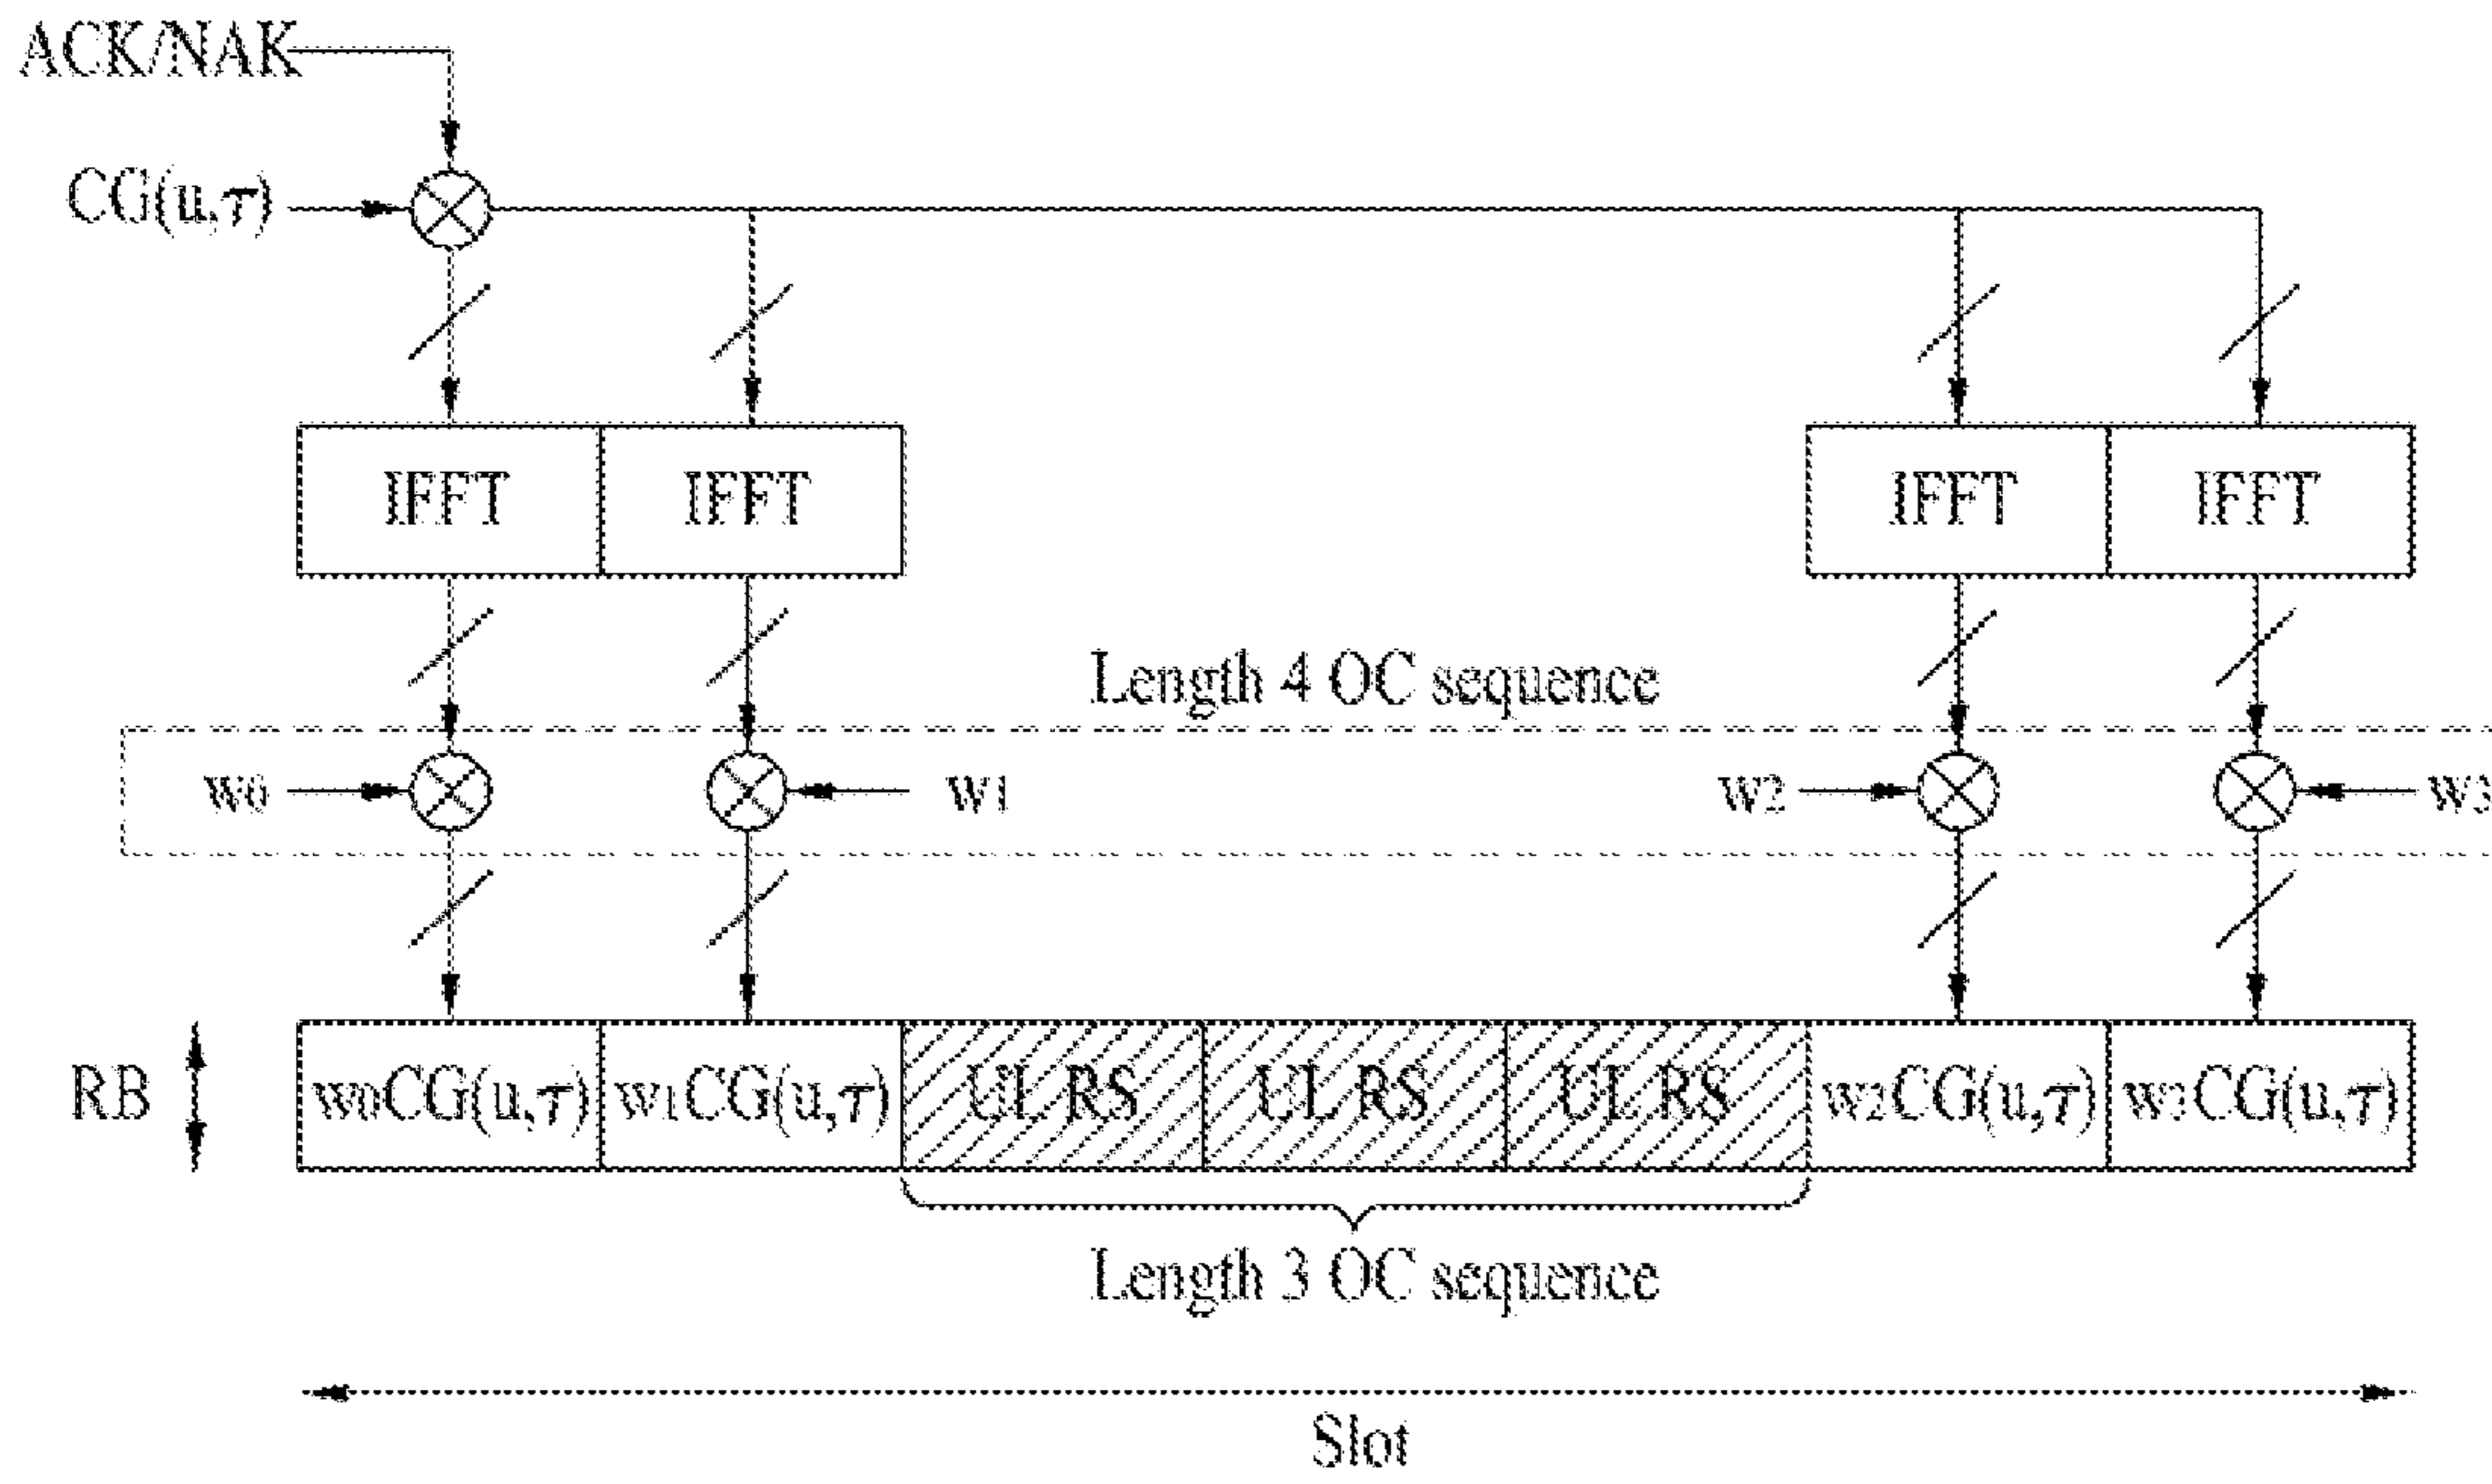 ACK/NAK
CG(u,τ)
IFFT IFFT IFFT IFFT
Length 4 OC sequence
w0 w1 w2 w3
RB w0CG(u,τ) w1CG(u,τ) UL RS UL RS UL RS w2CG(u,τ) w3CG(u,τ)
Length 3 OC sequence
Slot